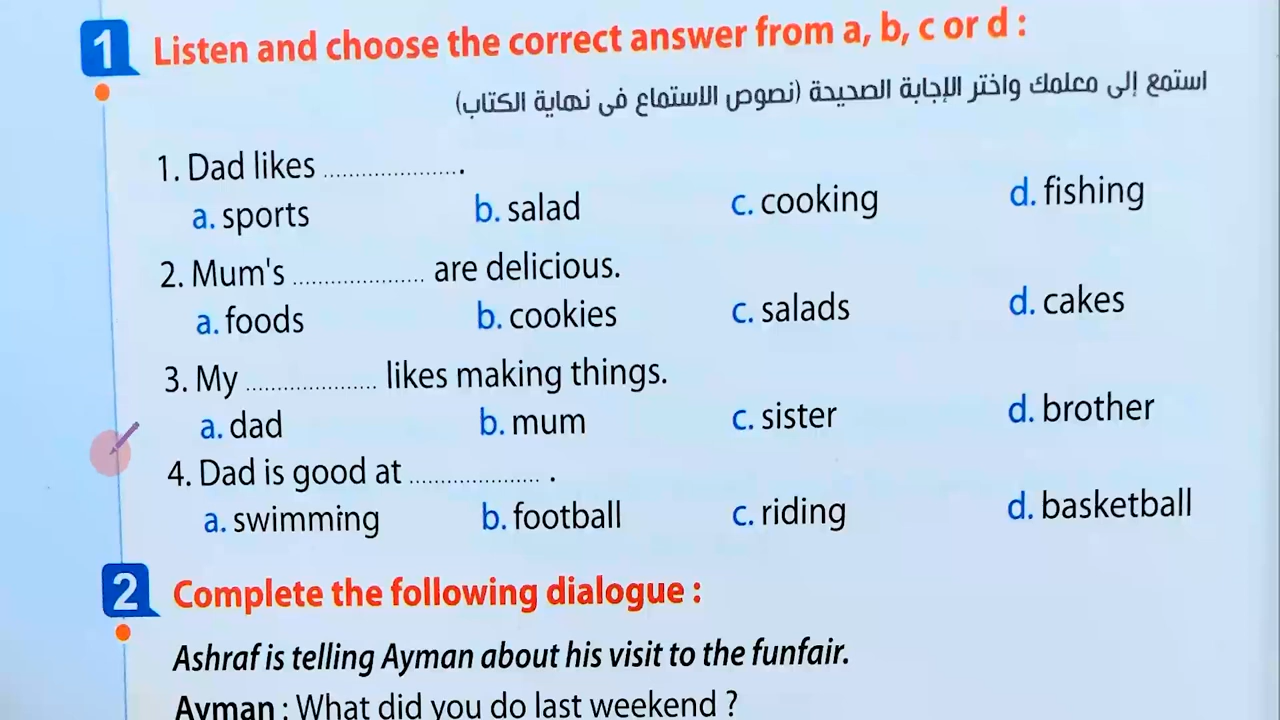 1 Listen and choose the correct answer from a, b, c or d :
استمع إلى معلمك واختر الإجابة الصحيحة (نصوص الاستماع فى نهاية الكتاب)
1. Dad likes .................... .
a. sports b. salad c. cooking d. fishing
2. Mum's .................... are delicious.
a. foods b. cookies c. salads d. cakes
3. My .................... likes making things.
a. dad b. mum c. sister d. brother
4. Dad is good at .................... .
a. swimming b. football c. riding d. basketball
2 Complete the following dialogue :
Ashraf is telling Ayman about his visit to the funfair.
Ayman : What did you do last weekend ?